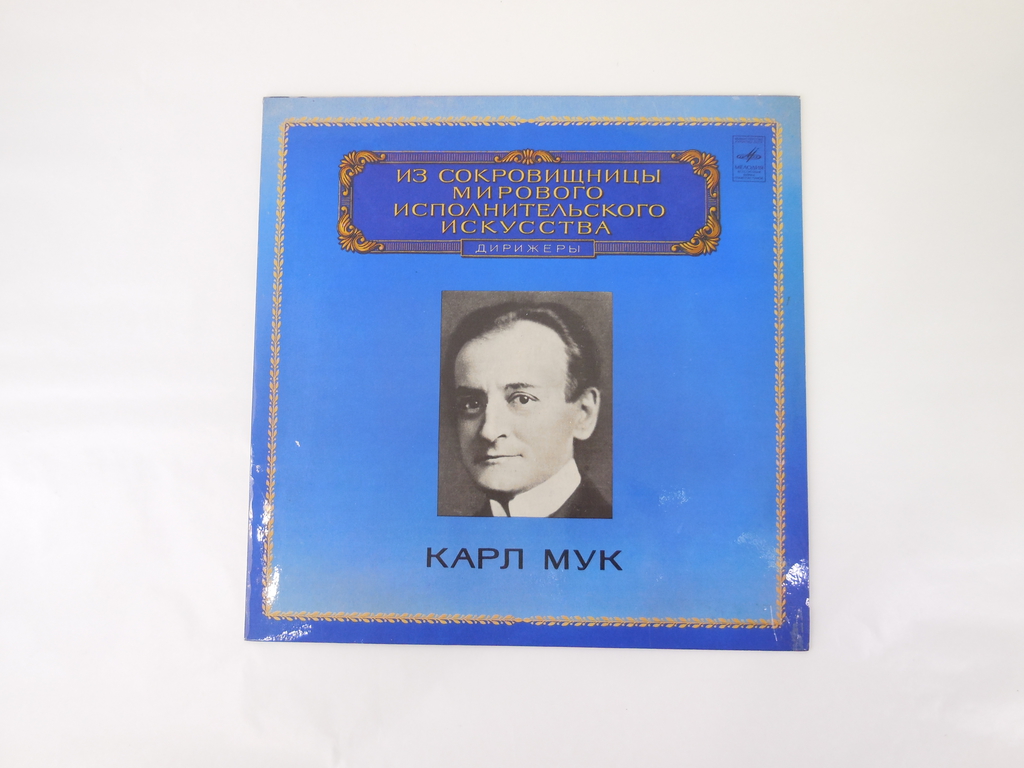 ИЗ СОКРОВИЩНИЦЫ
МИРОВОГО
ИСПОЛНИТЕЛЬСКОГО
ИСКУССТВА
ДИРИЖЕРЫ
КАРЛ МУК